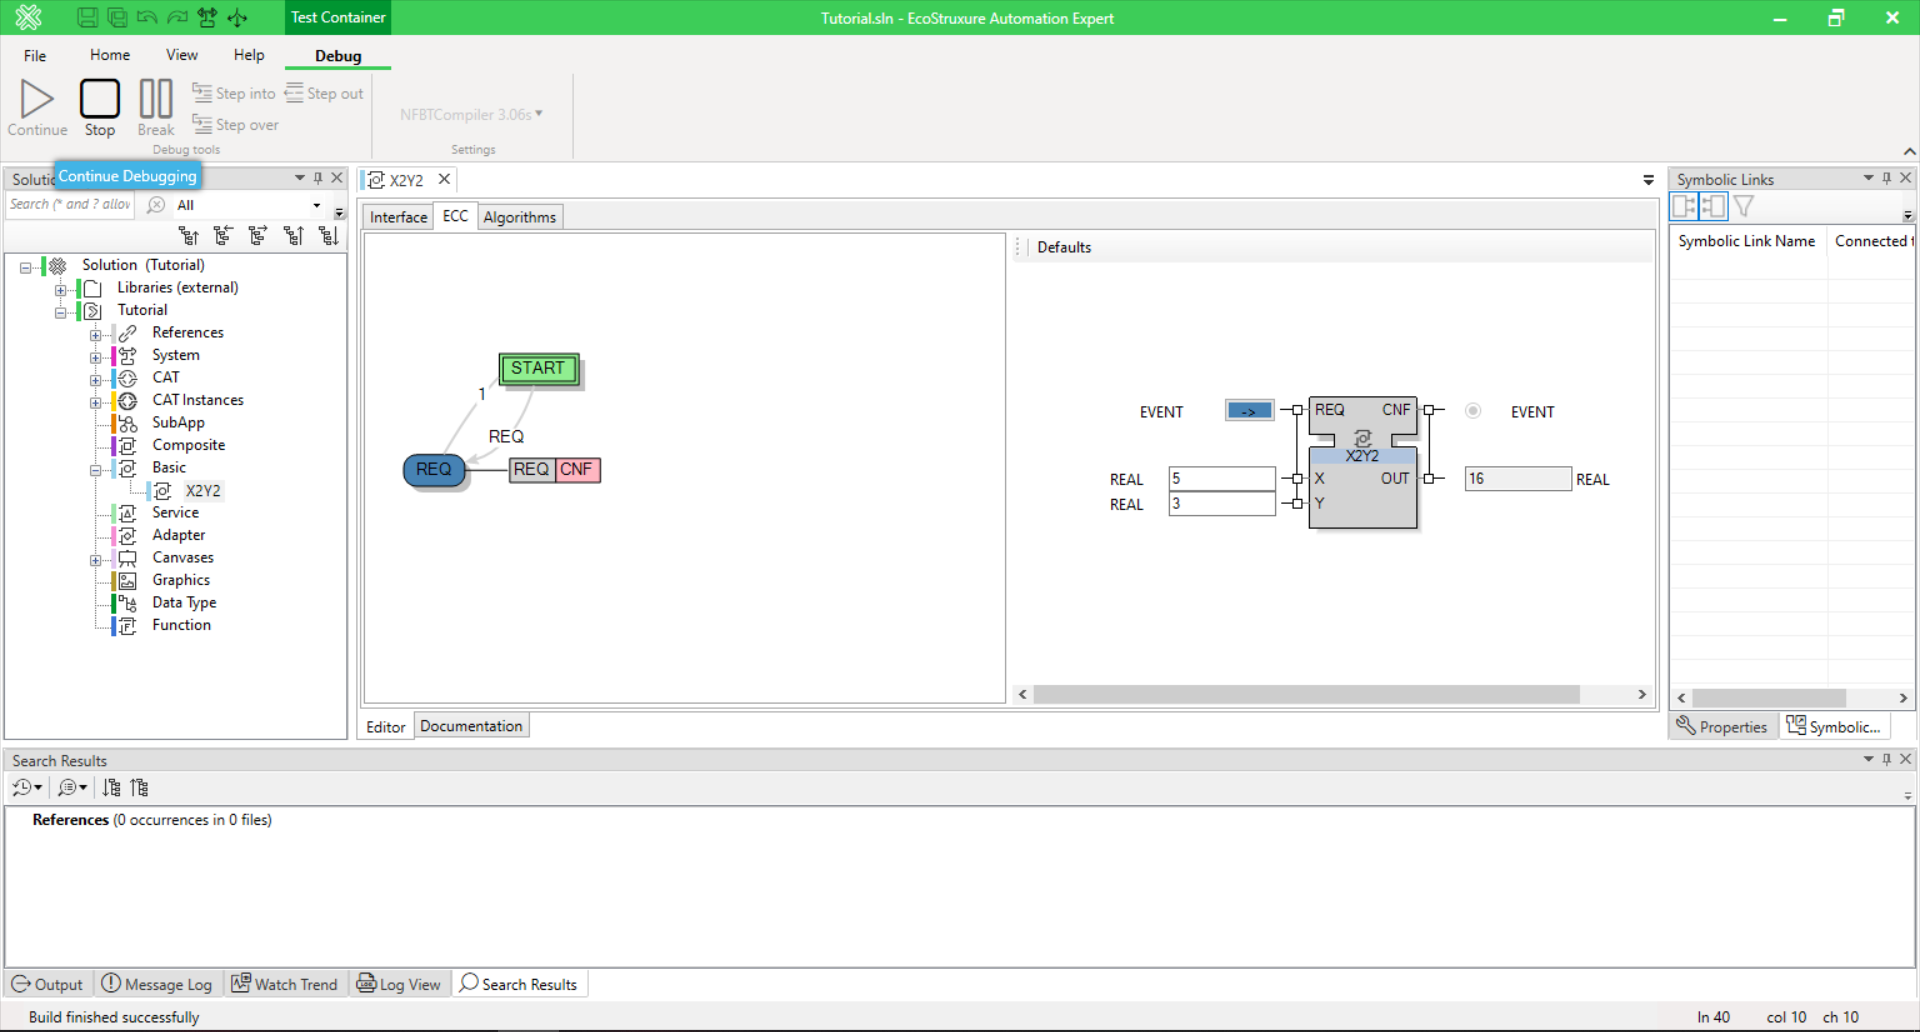 Test Container
Tutorial.sln - EcoStruxure Automation Expert
File Home View Help Debug
Continue Stop Break Step into Step out
Step over
NFBTCompiler 3.06s
Debug tools Settings
Continue Debugging
Search (* and ? allow All
X2Y2
Interface ECC Algorithms
Solution (Tutorial)
Libraries (external)
Tutorial
References
System
CAT
CAT Instances
SubApp
Composite
Basic
X2Y2
Service
Adapter
Canvases
Graphics
Data Type
Function
START
1
REQ
REQ REQ CNF
Defaults
EVENT -> REQ CNF EVENT
X2Y2
REAL 5 X OUT 16 REAL
REAL 3 Y
Editor Documentation
Symbolic Links
Symbolic Link Name Connected
Properties Symbolic...
Search Results
References (0 occurrences in 0 files)
Output Message Log Watch Trend Log View Search Results
Build finished successfully ln 40 col 10 ch 10